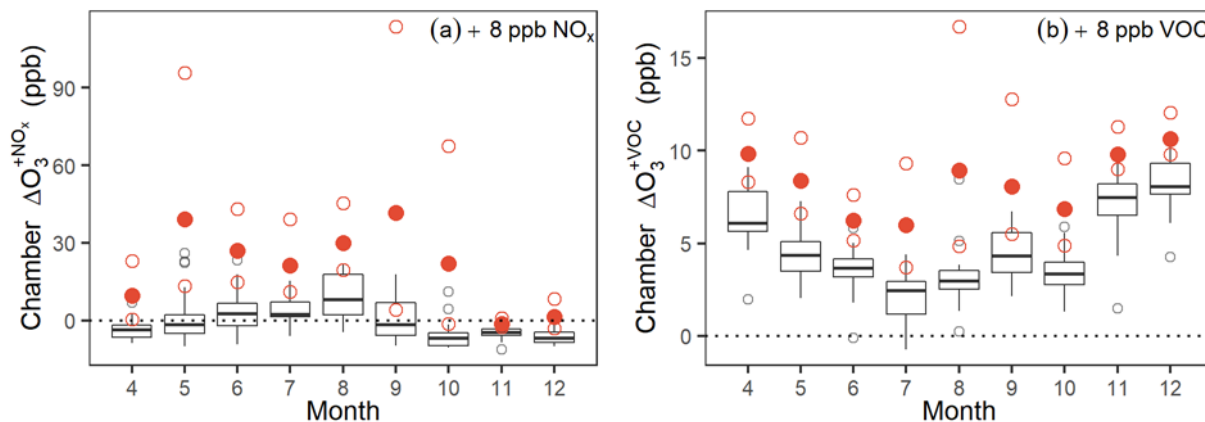 (a) + 8 ppb NOₓ
Chamber ΔO₃⁺ᴺᴼˣ (ppb)
90
60
30
0
4 5 6 7 8 9 10 11 12
Month
(b) + 8 ppb VOC
Chamber ΔO₃⁺ⱽᴼꟲ (ppb)
15
10
5
0
4 5 6 7 8 9 10 11 12
Month